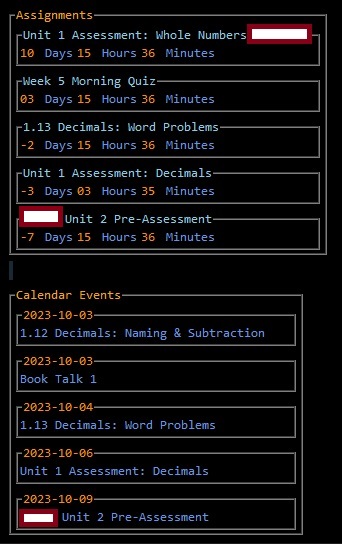 Assignments
Unit 1 Assessment: Whole Numbers
10 Days 15 Hours 36 Minutes
Week 5 Morning Quiz
03 Days 15 Hours 36 Minutes
1.13 Decimals: Word Problems
-2 Days 15 Hours 36 Minutes
Unit 1 Assessment: Decimals
-3 Days 03 Hours 35 Minutes
Unit 2 Pre-Assessment
-7 Days 15 Hours 36 Minutes
Calendar Events
2023-10-03
1.12 Decimals: Naming & Subtraction
2023-10-03
Book Talk 1
2023-10-04
1.13 Decimals: Word Problems
2023-10-06
Unit 1 Assessment: Decimals
2023-10-09
Unit 2 Pre-Assessment